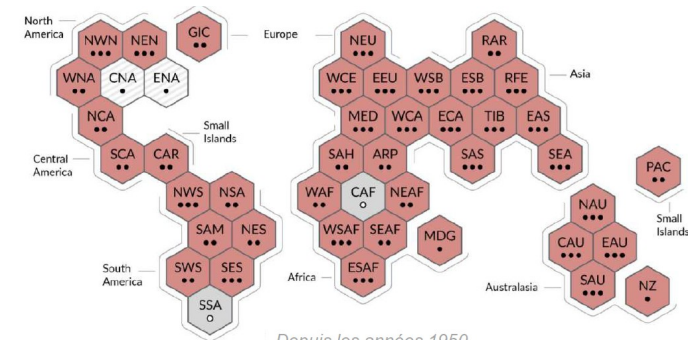 North
America
NWN
NEN
GIC
Europe
NEU
RAR
WNA
CNA
ENA
WCE
EEU
WSB
ESB
RFE
Asia
NCA
MED
WCA
ECA
TIB
EAS
Small
Islands
Central
America
SCA
CAR
SAH
ARP
SAS
SEA
PAC
NWS
NSA
WAF
CAF
NEAF
NAU
Small
Islands
SAM
NES
WSAF
SEAF
MDG
CAU
EAU
South
America
SWS
SES
Africa
ESAF
Australasia
SAU
NZ
SSA
Depuis les années 1950